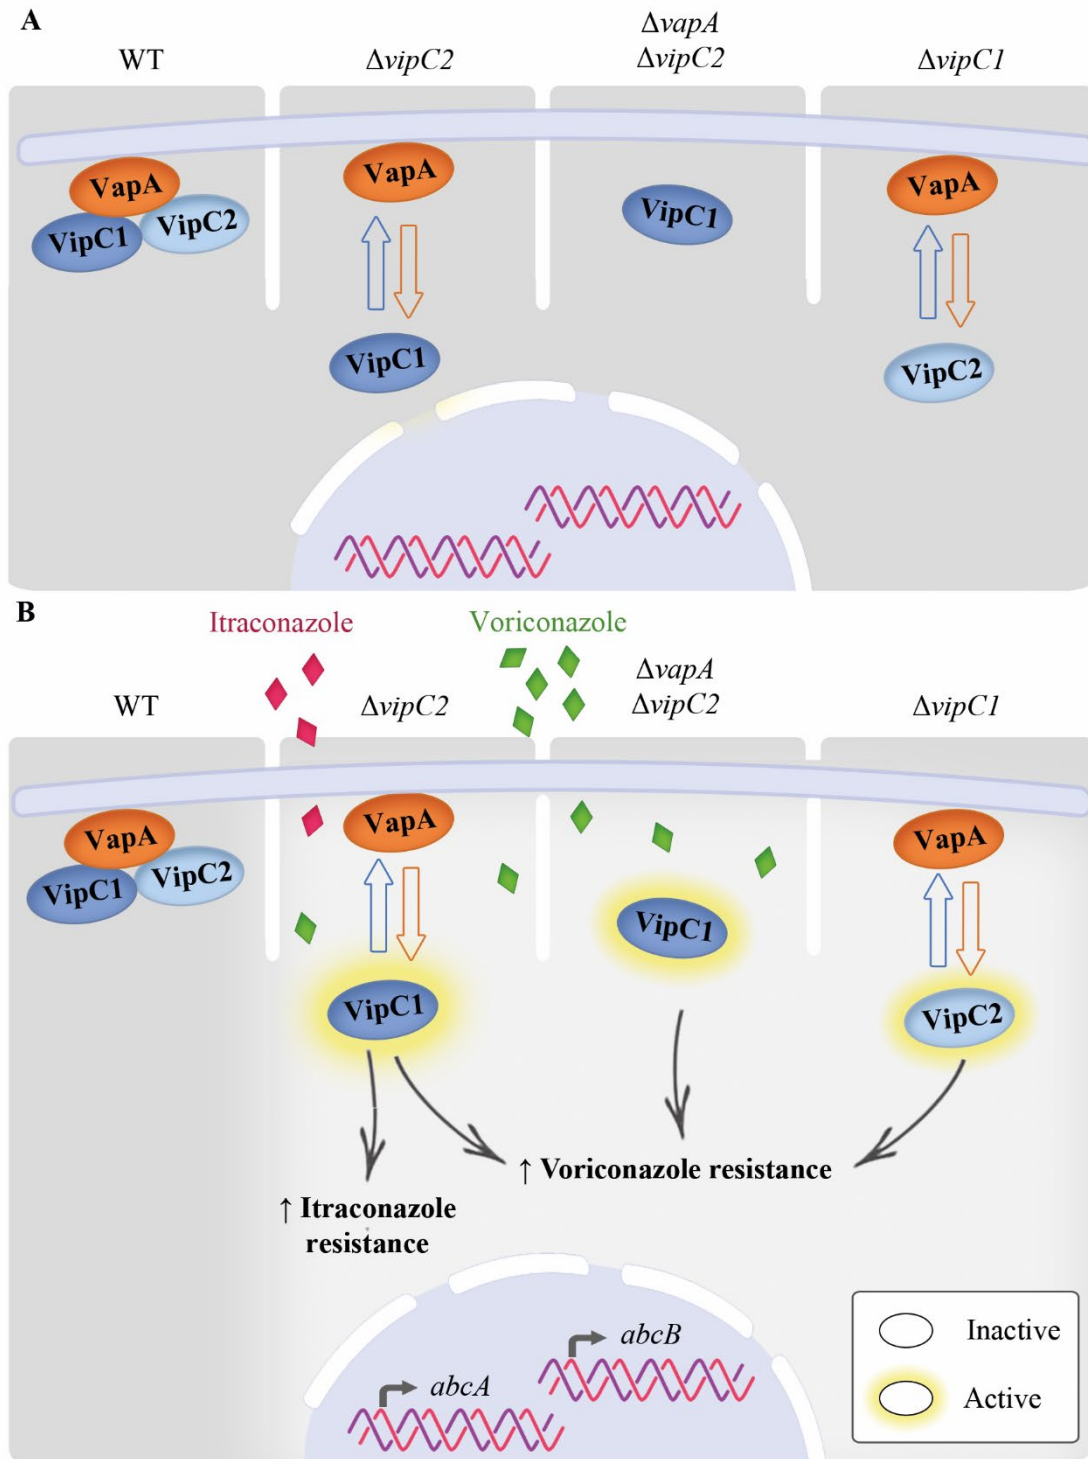 A
WT
ΔvipC2
ΔvapA
ΔvipC2
ΔvipC1
VapA
VipC1
VipC2
VapA
VipC1
VipC1
VapA
VipC2
B
Itraconazole
Voriconazole
WT
ΔvipC2
ΔvapA
ΔvipC2
ΔvipC1
VapA
VipC1
VipC2
VapA
VipC1
VipC1
VapA
VipC2
↑ Voriconazole resistance
↑ Itraconazole
resistance
abcA
abcB
Inactive
Active